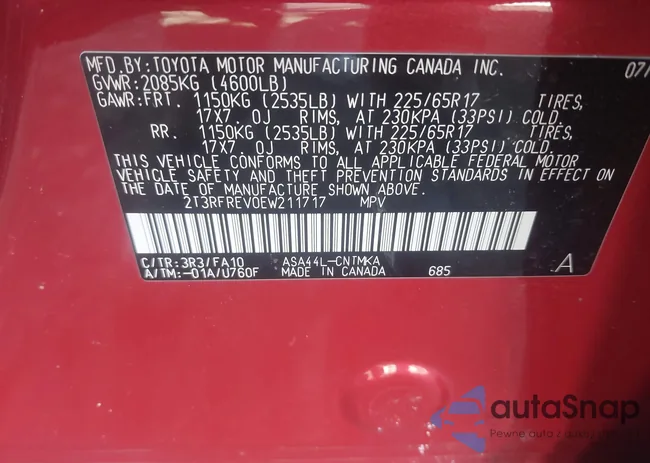 MFD.BY:TOYOTA MOTOR MANUFACTURING CANADA INC. 07/
GVWR:2085KG (4600LB)
GAWR:FRT. 1150KG (2535LB) WITH 225/65R17 TIRES,
17X7.0J RIMS, AT 230KPA (33PSI) COLD.
RR. 1150KG (2535LB) WITH 225/65R17 TIRES,
17X7.0J RIMS, AT 230KPA (33PSI) COLD.
THIS VEHICLE CONFORMS TO ALL APPLICABLE FEDERAL MOTOR
VEHICLE SAFETY AND THEFT PREVENTION STANDARDS IN EFFECT ON
THE DATE OF MANUFACTURE SHOWN ABOVE.
2T3RFREV0EW211717 MPV
C/TR:3R3/FA10 ASA44L-CNTMKA
A/TM:-01A/U760F MADE IN CANADA 685 A
autoSnap
Pewne auto z aukcji